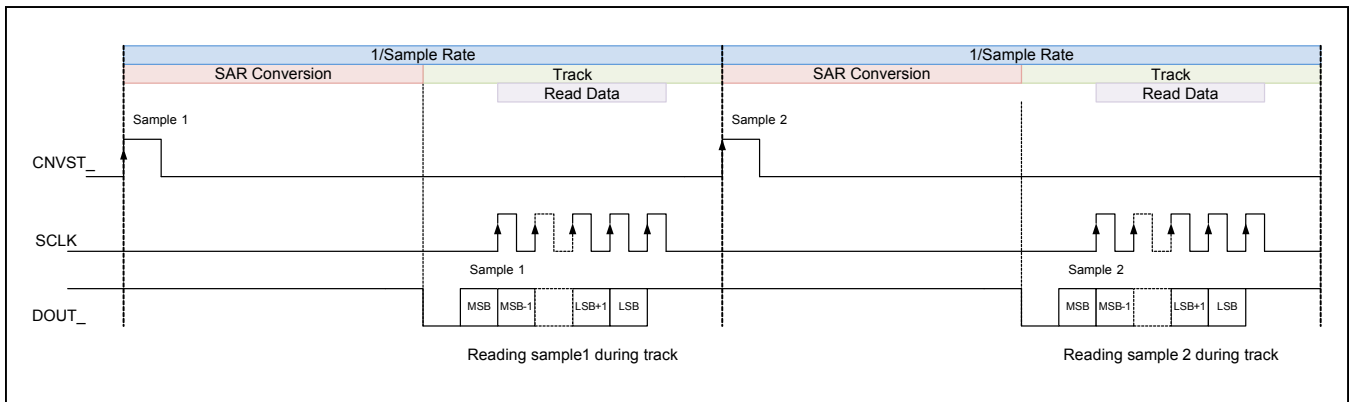 1/Sample Rate 1/Sample Rate
SAR Conversion Track SAR Conversion Track
Read Data Read Data
Sample 1 Sample 2
CNVST_
SCLK
Sample 1 Sample 2
MSB MSB-1 LSB+1 LSB MSB MSB-1 LSB+1 LSB
DOUT_
Reading sample1 during track Reading sample 2 during track